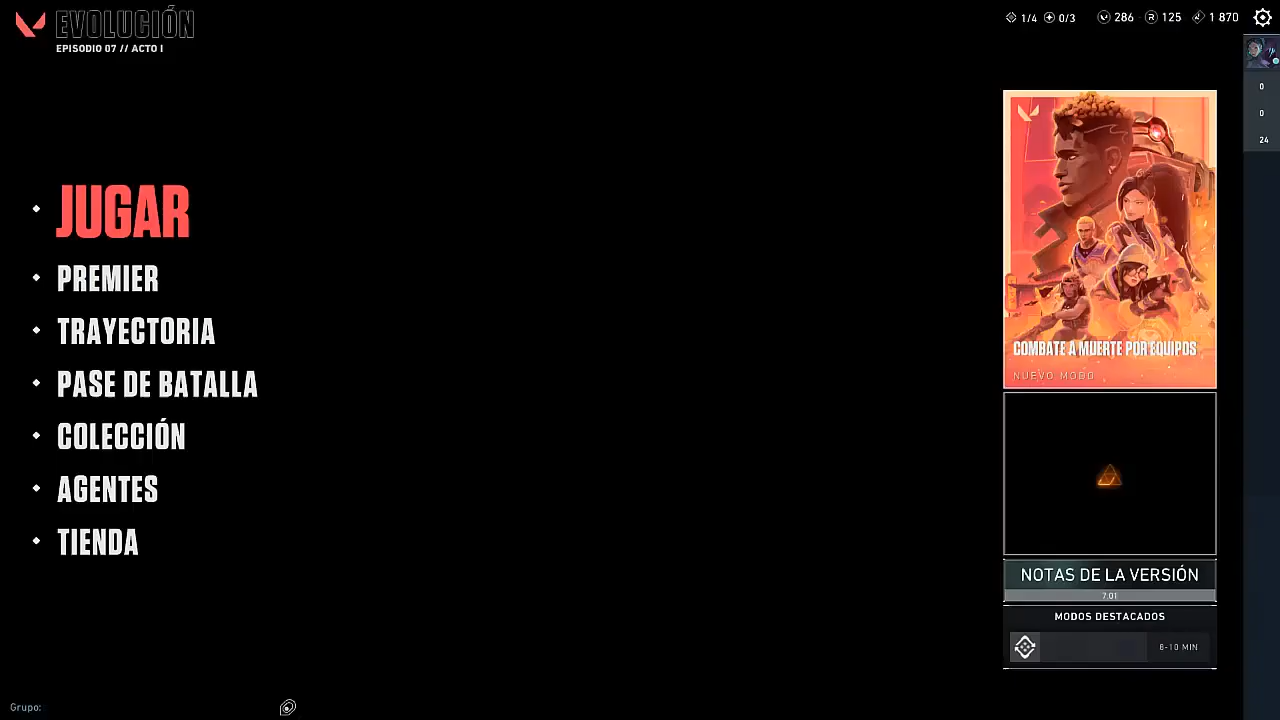 EVOLUCIÓN
EPISODIO 07 // ACTO I
1/4 0/3 286 125 1 870
0
0
24
JUGAR
PREMIER
TRAYECTORIA
PASE DE BATALLA
COLECCIÓN
AGENTES
TIENDA
COMBATE A MUERTE POR EQUIPOS
NUEVO MODO
NOTAS DE LA VERSIÓN
7.01
MODOS DESTACADOS
8-10 MIN
Grupo: